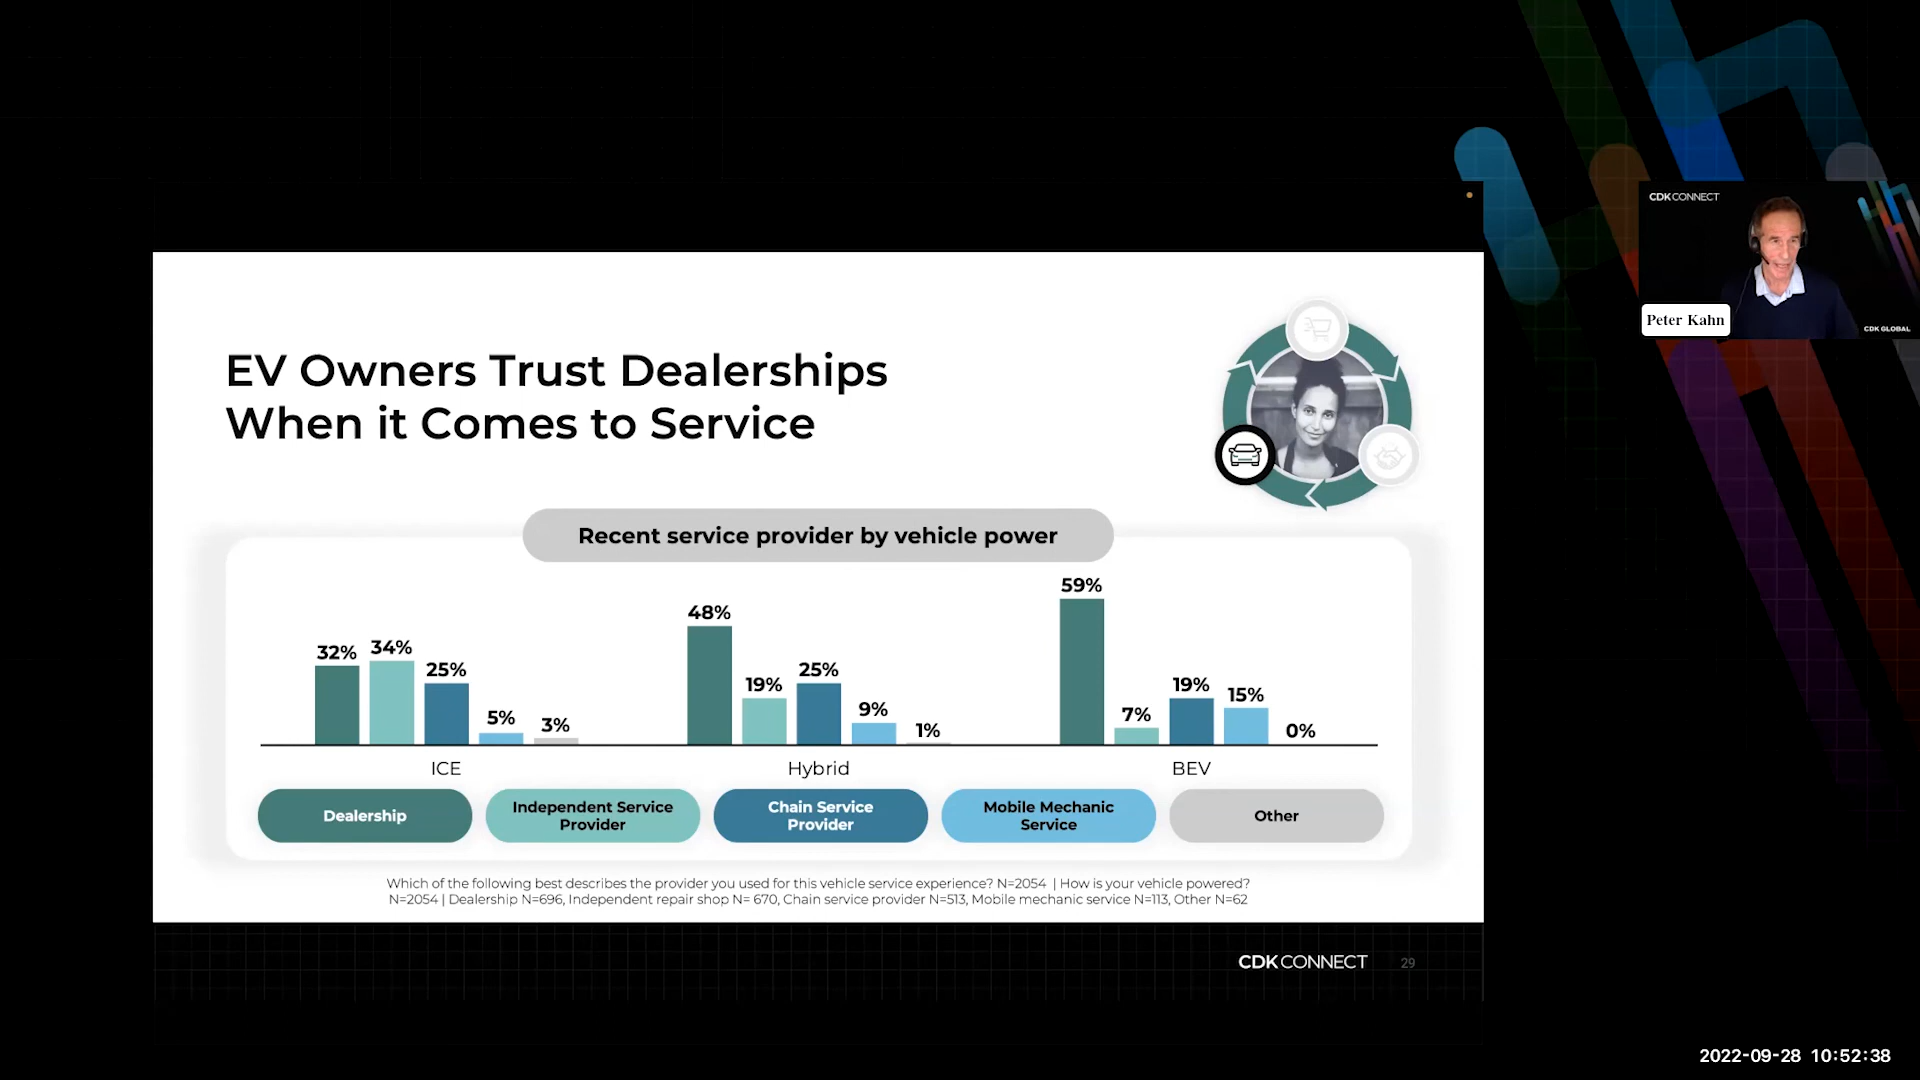 CDK CONNECT
Peter Kahn
CDK GLOBAL
EV Owners Trust Dealerships
When it Comes to Service
Recent service provider by vehicle power
32% 34% 25% 5% 3%
48% 19% 25% 9% 1%
59% 7% 19% 15% 0%
ICE Hybrid BEV
Dealership
Independent Service
Provider
Chain Service
Provider
Mobile Mechanic
Service
Other
Which of the following best describes the provider you used for this vehicle service experience? N=2054 | How is your vehicle powered?
N=2054 | Dealership N=696, Independent repair shop N= 670, Chain service provider N=513, Mobile mechanic service N=113, Other N=62
CDK CONNECT 29
2022-09-28 10:52:38